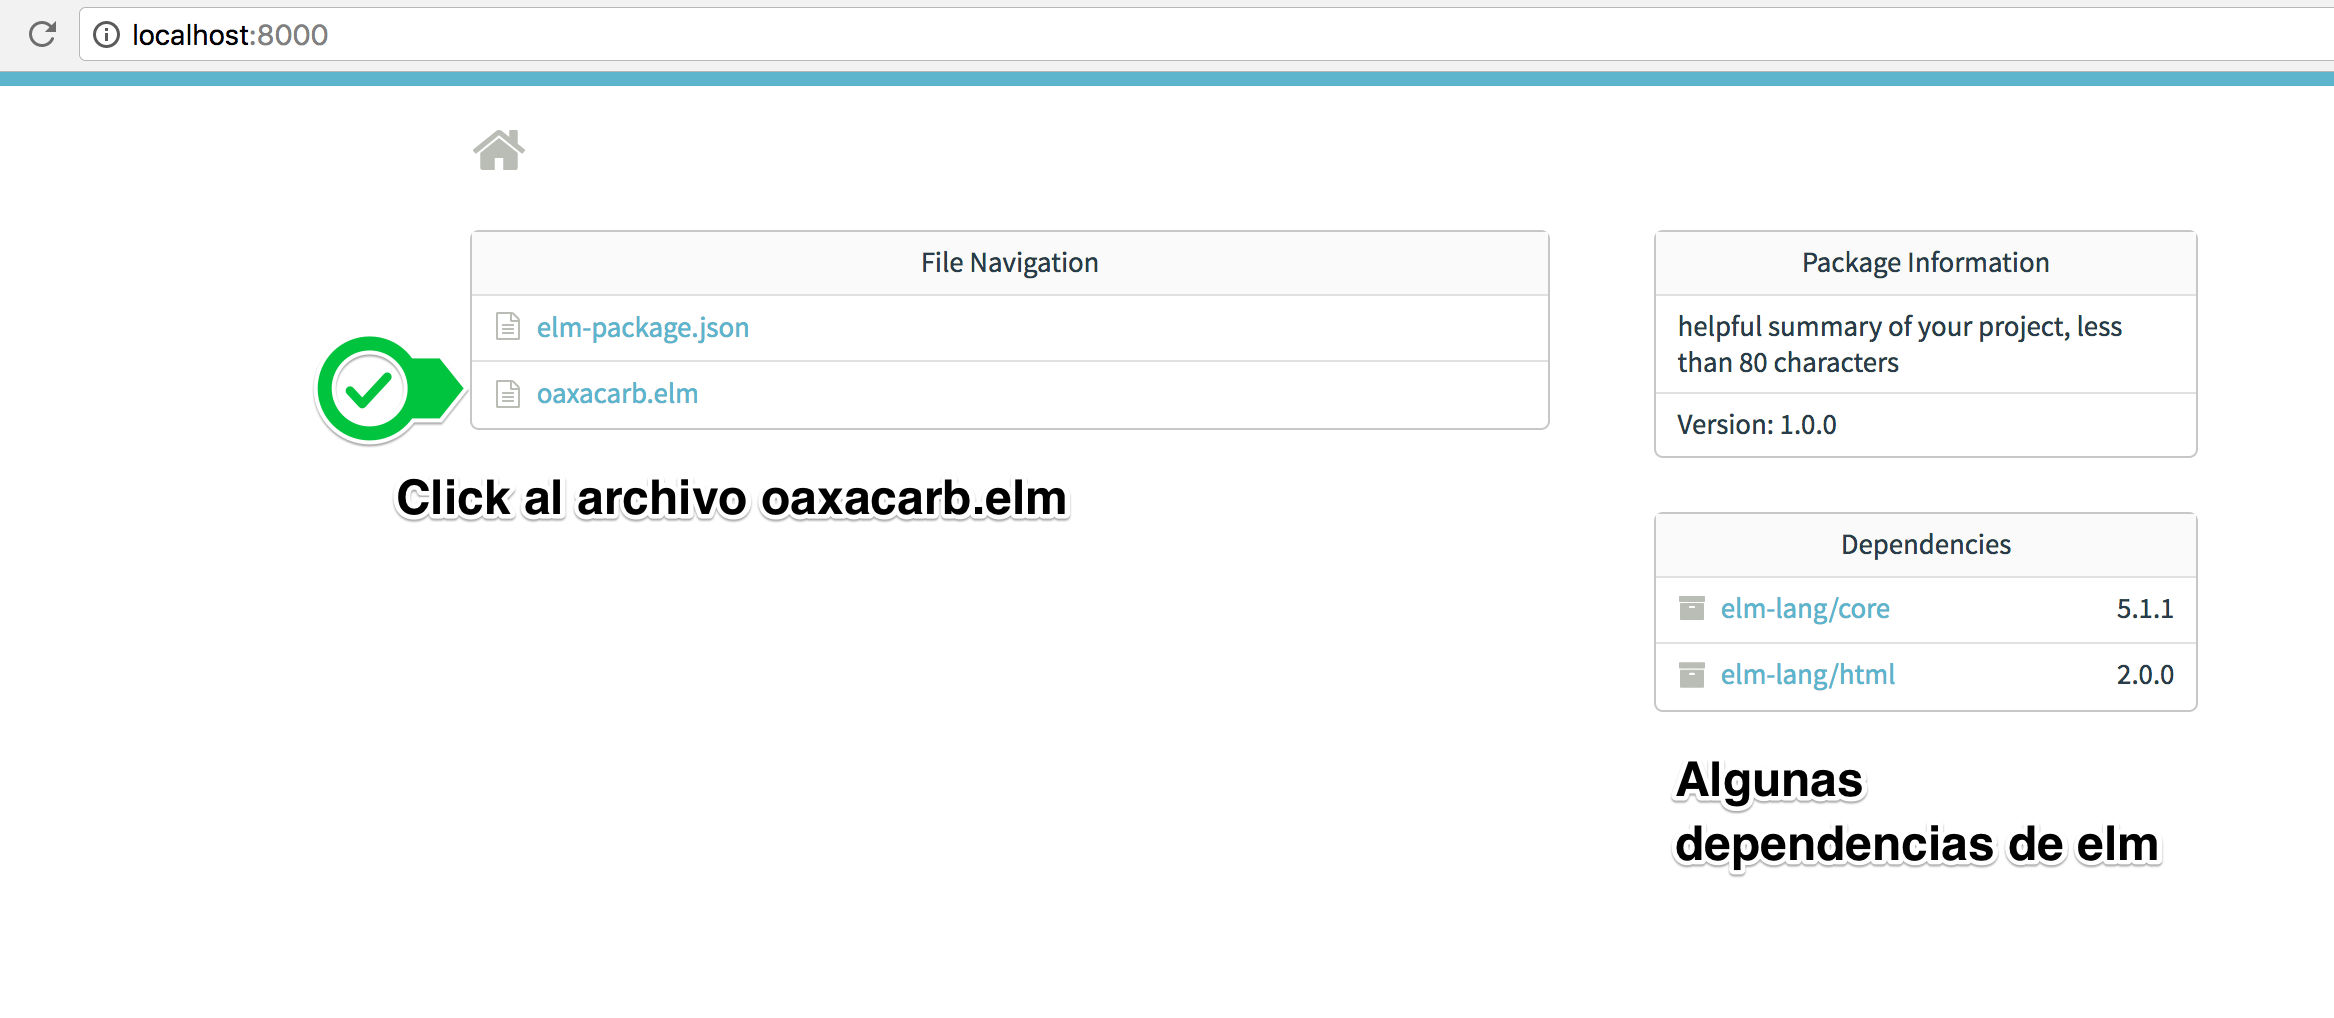 localhost:8000
File Navigation
elm-package.json
oaxacarb.elm
Click al archivo oaxacarb.elm
Package Information
helpful summary of your project, less
than 80 characters
Version: 1.0.0
Dependencies
elm-lang/core 5.1.1
elm-lang/html 2.0.0
Algunas
dependencias de elm